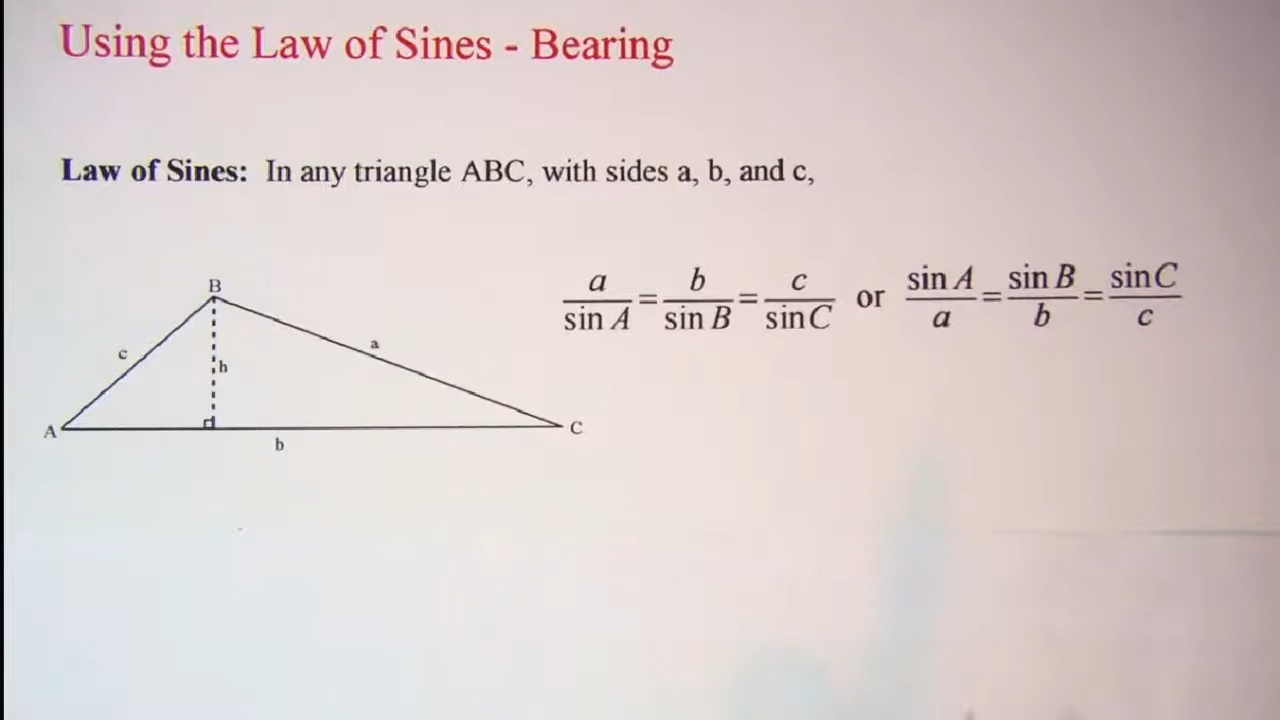 Using the Law of Sines - Bearing
Law of Sines: In any triangle ABC, with sides a, b, and c,
a/sin A = b/sin B = c/sin C or sin A/a = sin B/b = sin C/c
B
c
a
h
A
C
b